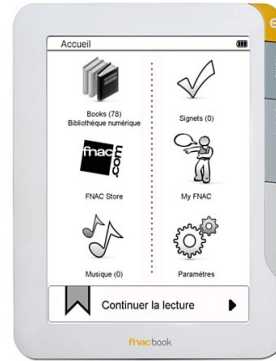 Accueil
Books (78)
Bibliothèque numérique
Signets (0)
fnac
.com
FNAC Store
My FNAC
Musique (0)
Paramètres
Continuer la lecture
fnacbook